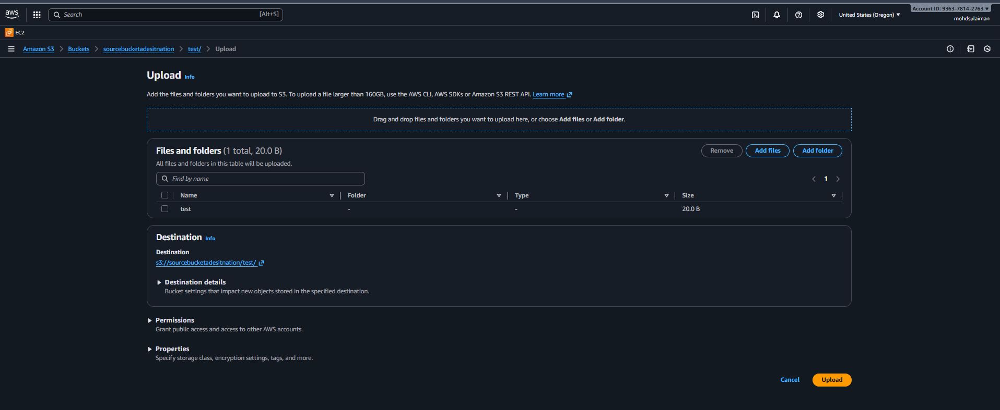 aws
Search [Alt+S]
United States (Oregon)
Account ID: 9363-7814-2763
mohdsulaiman
EC2
Amazon S3 Buckets sourcebucketadesitnation test/ Upload
Upload Info
Add the files and folders you want to upload to S3. To upload a file larger than 160GB, use the AWS CLI, AWS SDKs or Amazon S3 REST API. Learn more
Drag and drop files and folders you want to upload here, or choose Add files or Add folder.
Files and folders (1 total, 20.0 B)
Remove Add files Add folder
All files and folders in this table will be uploaded.
Find by name
1
Name Folder Type Size
test - - 20.0 B
Destination Info
Destination
s3://sourcebucketadesitnation/test/
Destination details
Bucket settings that impact new objects stored in the specified destination.
Permissions
Grant public access and access to other AWS accounts.
Properties
Specify storage class, encryption settings, tags, and more.
Cancel Upload